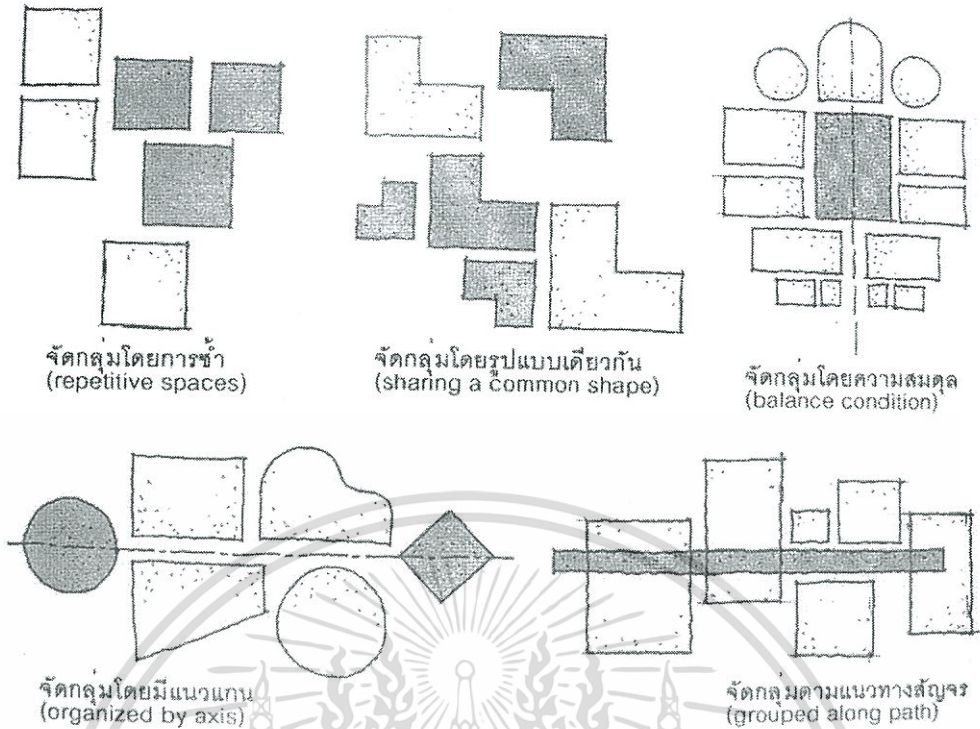 จัดกลุ่มโดยการซ้ำ
(repetitive spaces)
จัดกลุ่มโดยรูปแบบเดียวกัน
(sharing a common shape)
จัดกลุ่มโดยความสมดุล
(balance condition)
จัดกลุ่มโดยมีแนวแกน
(organized by axis)
จัดกลุ่มตามแนวทางสัญจร
(grouped along path)